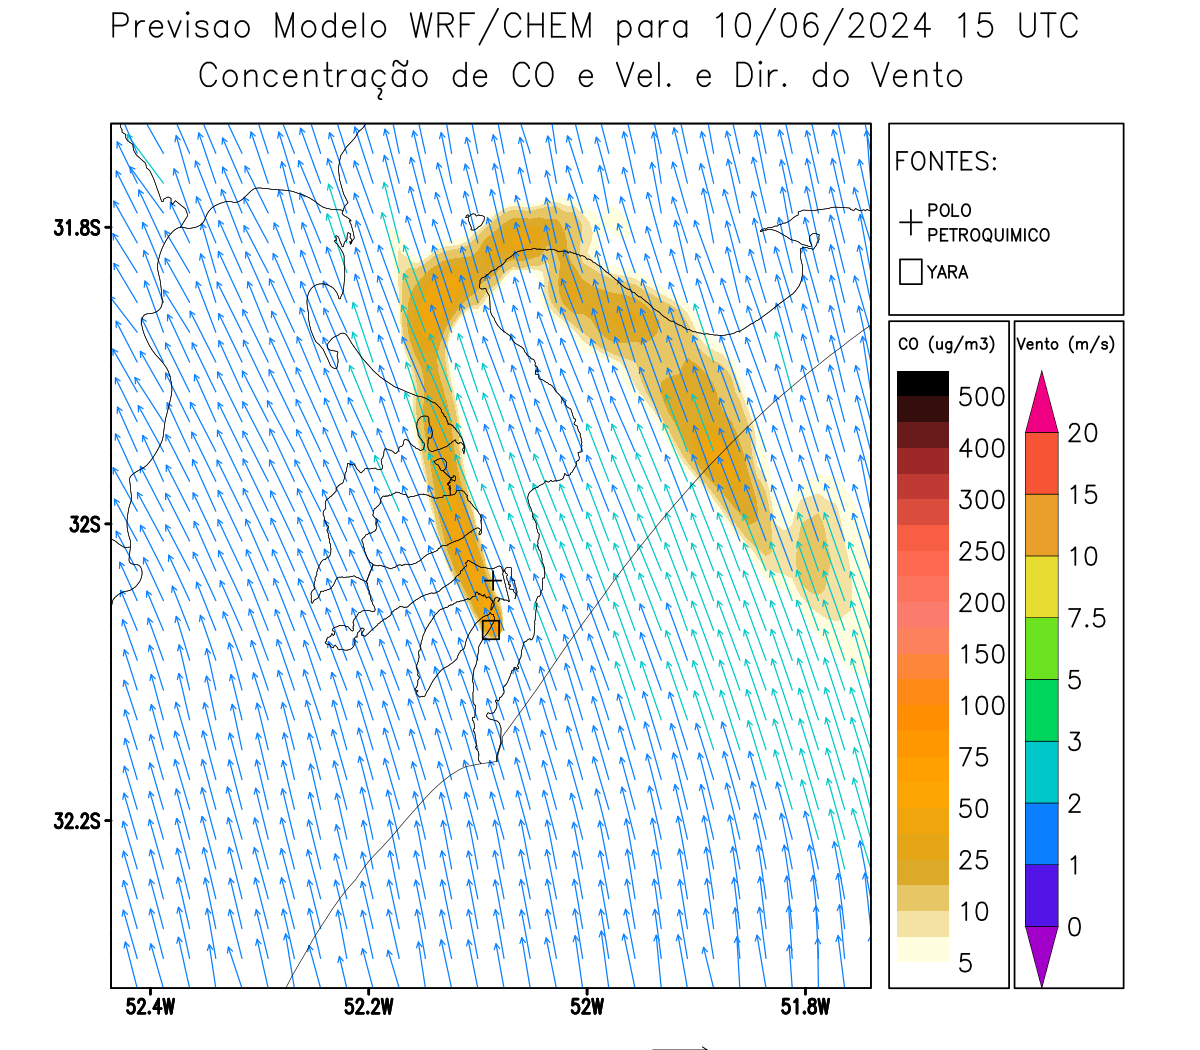 Previsao Modelo WRF/CHEM para 10/06/2024 15 UTC
Concentração de CO e Vel. e Dir. do Vento
FONTES:
POLO
PETROQUIMICO
YARA
CO (ug/m3)
500
400
300
250
200
150
100
75
50
25
10
5
Vento (m/s)
20
15
10
7.5
5
3
2
1
0
31.8S
32S
32.2S
52.4W
52.2W
52W
51.8W